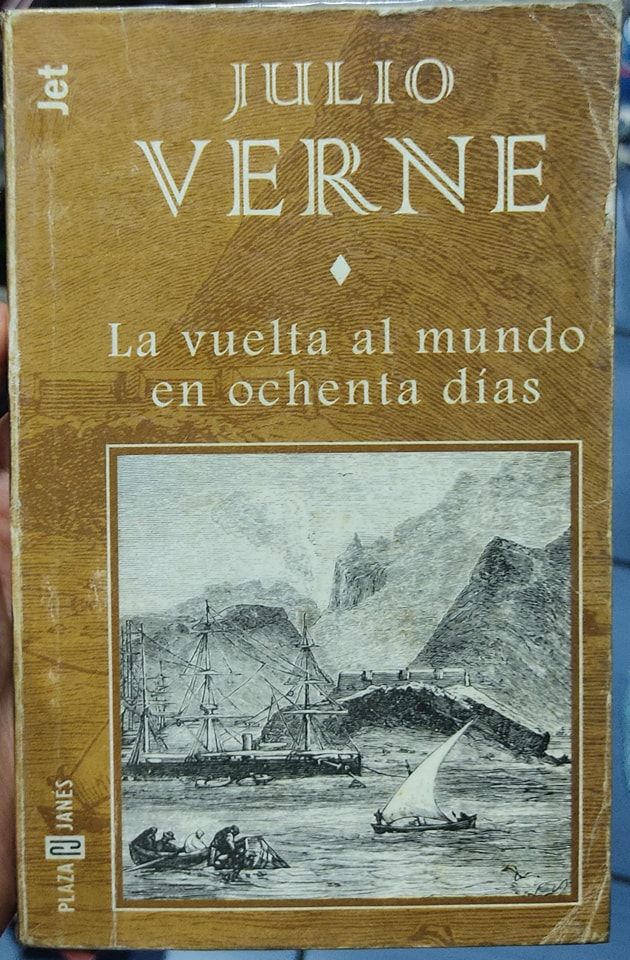 Jet
JULIO
VERNE
La vuelta al mundo
en ochenta días
PLAZA PJ JANÉS